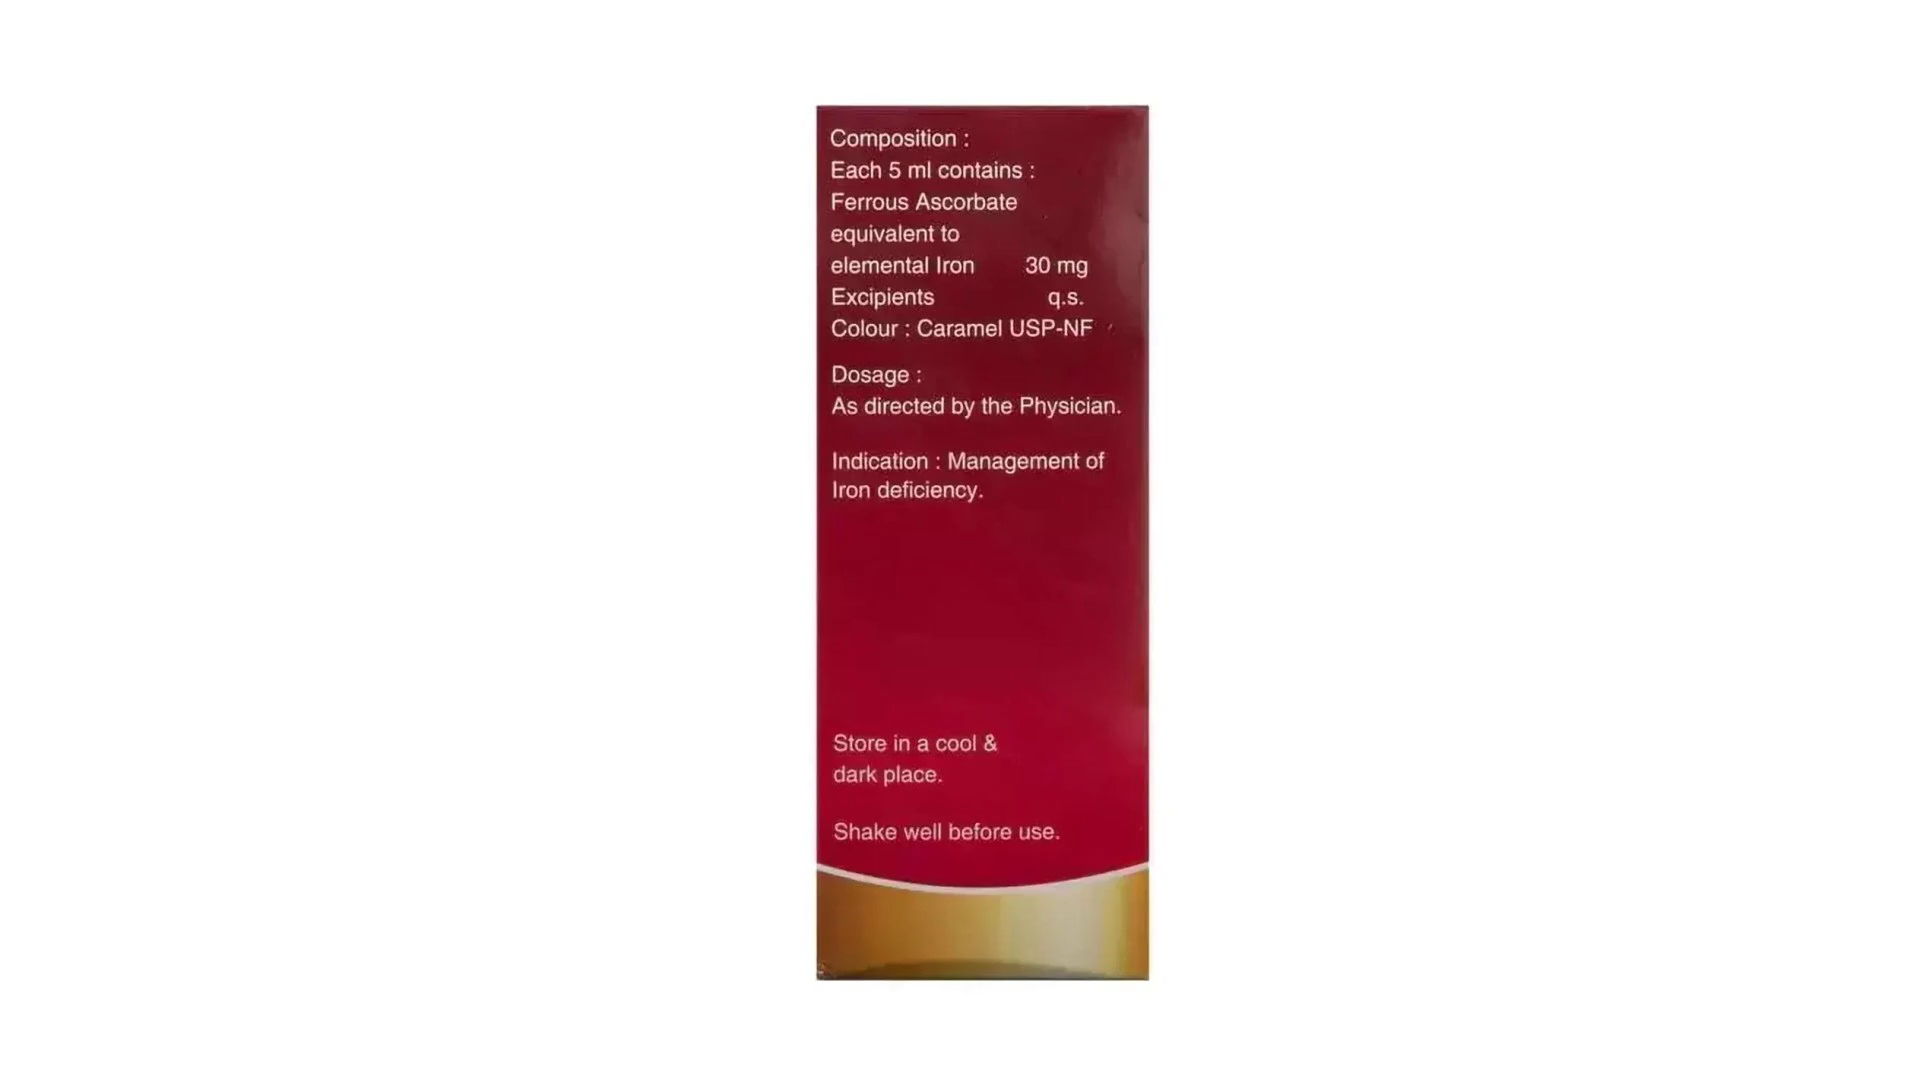 Composition :
Each 5 ml contains :
Ferrous Ascorbate
equivalent to
elemental Iron 30 mg
Excipients q.s.
Colour : Caramel USP-NF
Dosage :
As directed by the Physician.
Indication : Management of
Iron deficiency.
Store in a cool &
dark place.
Shake well before use.